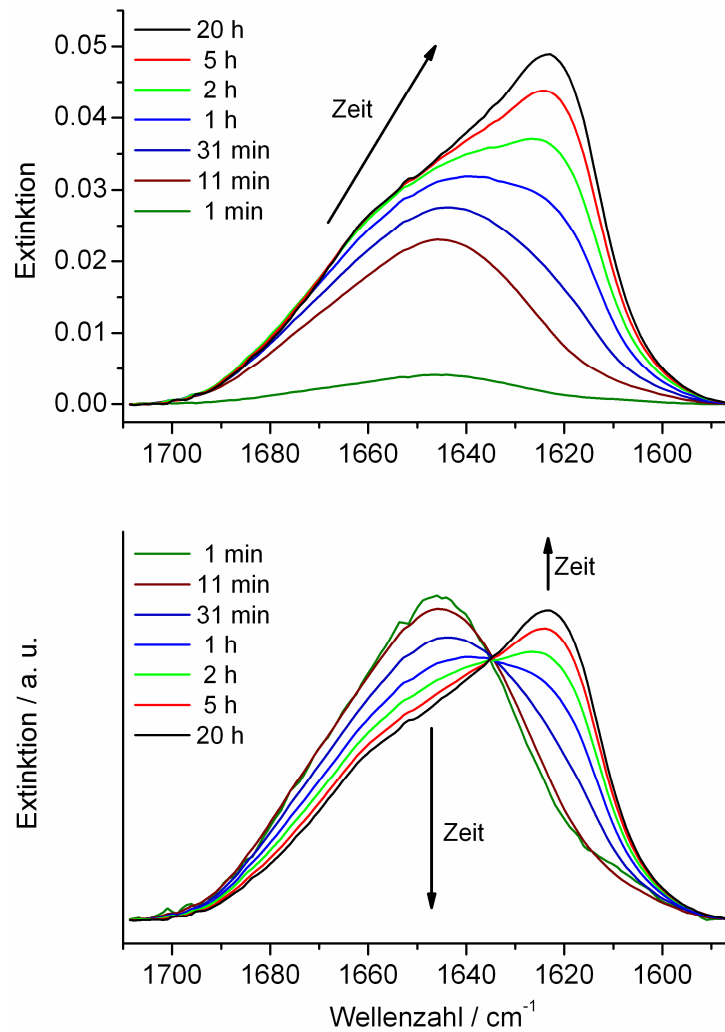 Extinktion
0.05
0.04
0.03
0.02
0.01
0.00
20 h
5 h
2 h
1 h
31 min
11 min
1 min
Zeit
1700 1680 1660 1640 1620 1600
Extinktion / a. u.
1 min
11 min
31 min
1 h
2 h
5 h
20 h
Zeit
Zeit
1700 1680 1660 1640 1620 1600
Wellenzahl / cm⁻¹